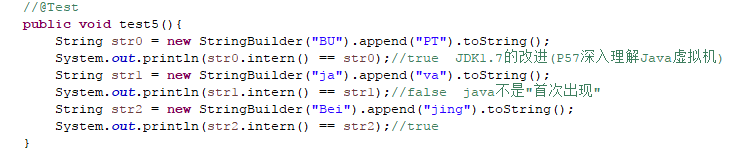 //@Test
public void test5(){
String str0 = new StringBuilder("BU").append("PT").toString();
System.out.println(str0.intern() == str0);//true JDK1.7的改进(P57深入理解Java虚拟机)
String str1 = new StringBuilder("ja").append("va").toString();
System.out.println(str1.intern() == str1);//false java不是"首次出现"
String str2 = new StringBuilder("Bei").append("jing").toString();
System.out.println(str2.intern() == str2);//true
}